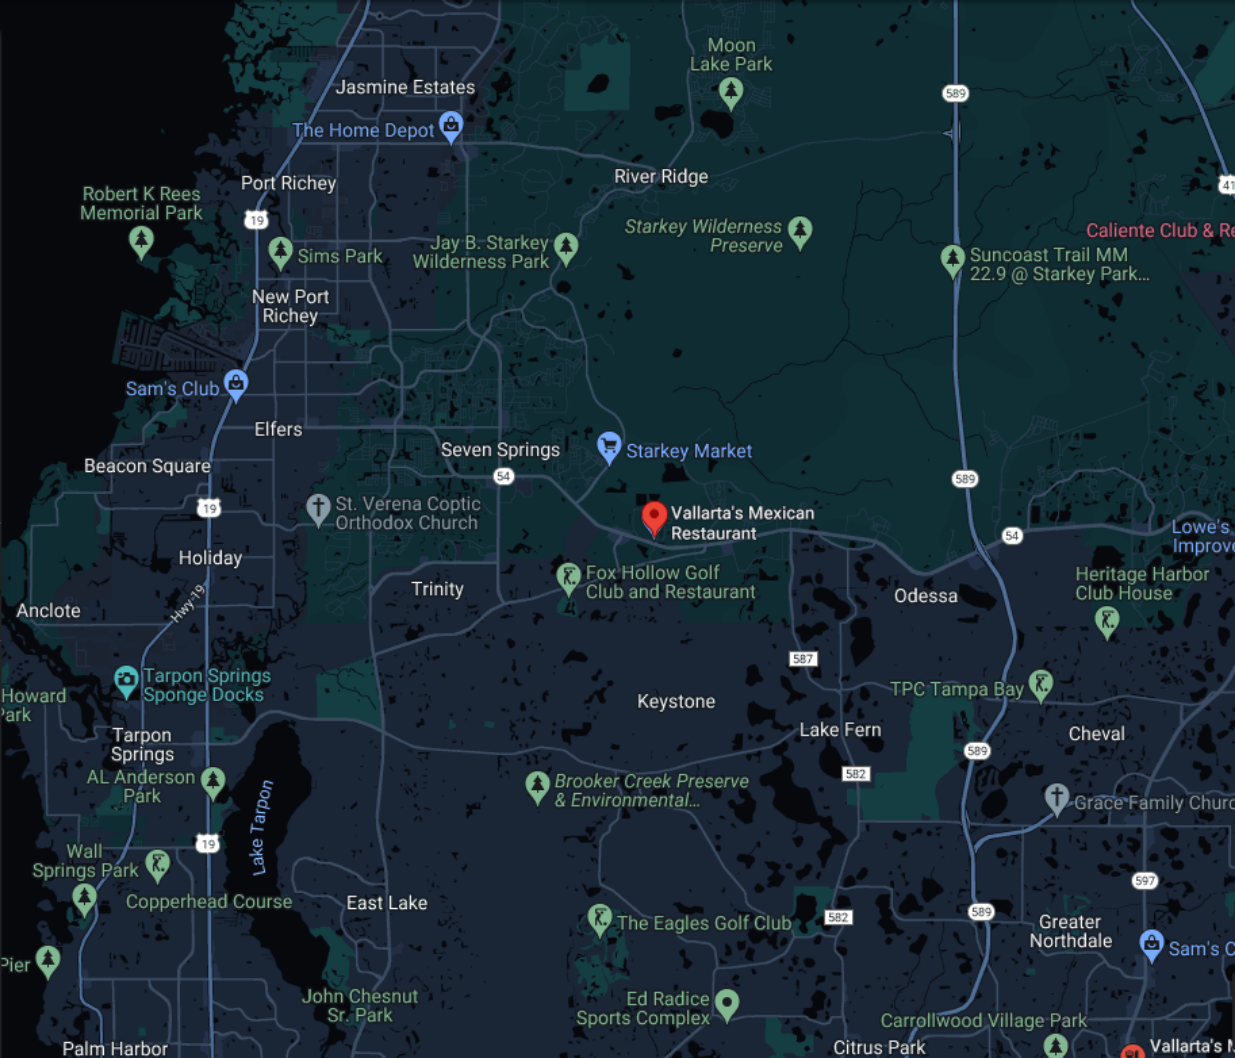 Moon
Lake Park
589
Jasmine Estates
The Home Depot
River Ridge
Port Richey
41
Robert K Rees
Memorial Park
19
Starkey Wilderness
Preserve
Caliente Club & Re
Jay B. Starkey
Wilderness Park
Sims Park
Suncoast Trail MM
22.9 @ Starkey Park...
New Port
Richey
Sam's Club
Elfers
Seven Springs
Starkey Market
Beacon Square
54
589
19
St. Verena Coptic
Orthodox Church
Vallarta's Mexican
Restaurant
54
Lowe's
Improve
Holiday
Fox Hollow Golf
Club and Restaurant
Trinity
Heritage Harbor
Club House
Odessa
Hwy 19
Anclote
587
Tarpon Springs
Sponge Docks
Howard
Park
TPC Tampa Bay
Keystone
Lake Fern
Cheval
Tarpon
Springs
589
582
AL Anderson
Park
Brooker Creek Preserve
& Environmental...
Grace Family Churc
Lake Tarpon
19
Wall
Springs Park
597
Copperhead Course
East Lake
582
589
The Eagles Golf Club
Greater
Northdale
Sam's C
Pier
John Chesnut
Sr. Park
Ed Radice
Sports Complex
Carrollwood Village Park
Palm Harbor
Citrus Park
Vallarta's M